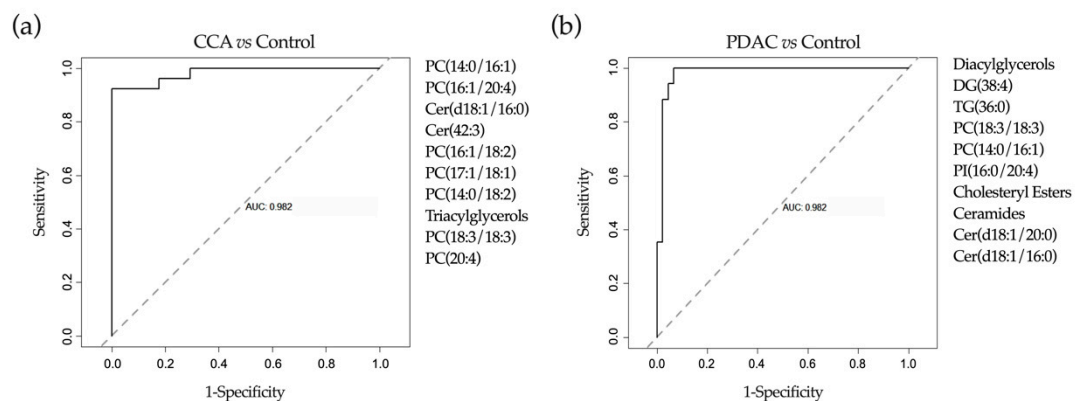 (a)
CCA vs Control
Sensitivity
1.0
0.8
0.6
0.4
0.2
0.0
AUC: 0.982
0.0 0.2 0.4 0.6 0.8 1.0
1-Specificity
PC(14:0/16:1)
PC(16:1/20:4)
Cer(d18:1/16:0)
Cer(42:3)
PC(16:1/18:2)
PC(17:1/18:1)
PC(14:0/18:2)
Triacylglycerols
PC(18:3/18:3)
PC(20:4)
(b)
PDAC vs Control
Sensitivity
1.0
0.8
0.6
0.4
0.2
0.0
AUC: 0.982
0.0 0.2 0.4 0.6 0.8 1.0
1-Specificity
Diacylglycerols
DG(38:4)
TG(36:0)
PC(18:3/18:3)
PC(14:0/16:1)
PI(16:0/20:4)
Cholesteryl Esters
Ceramides
Cer(d18:1/20:0)
Cer(d18:1/16:0)